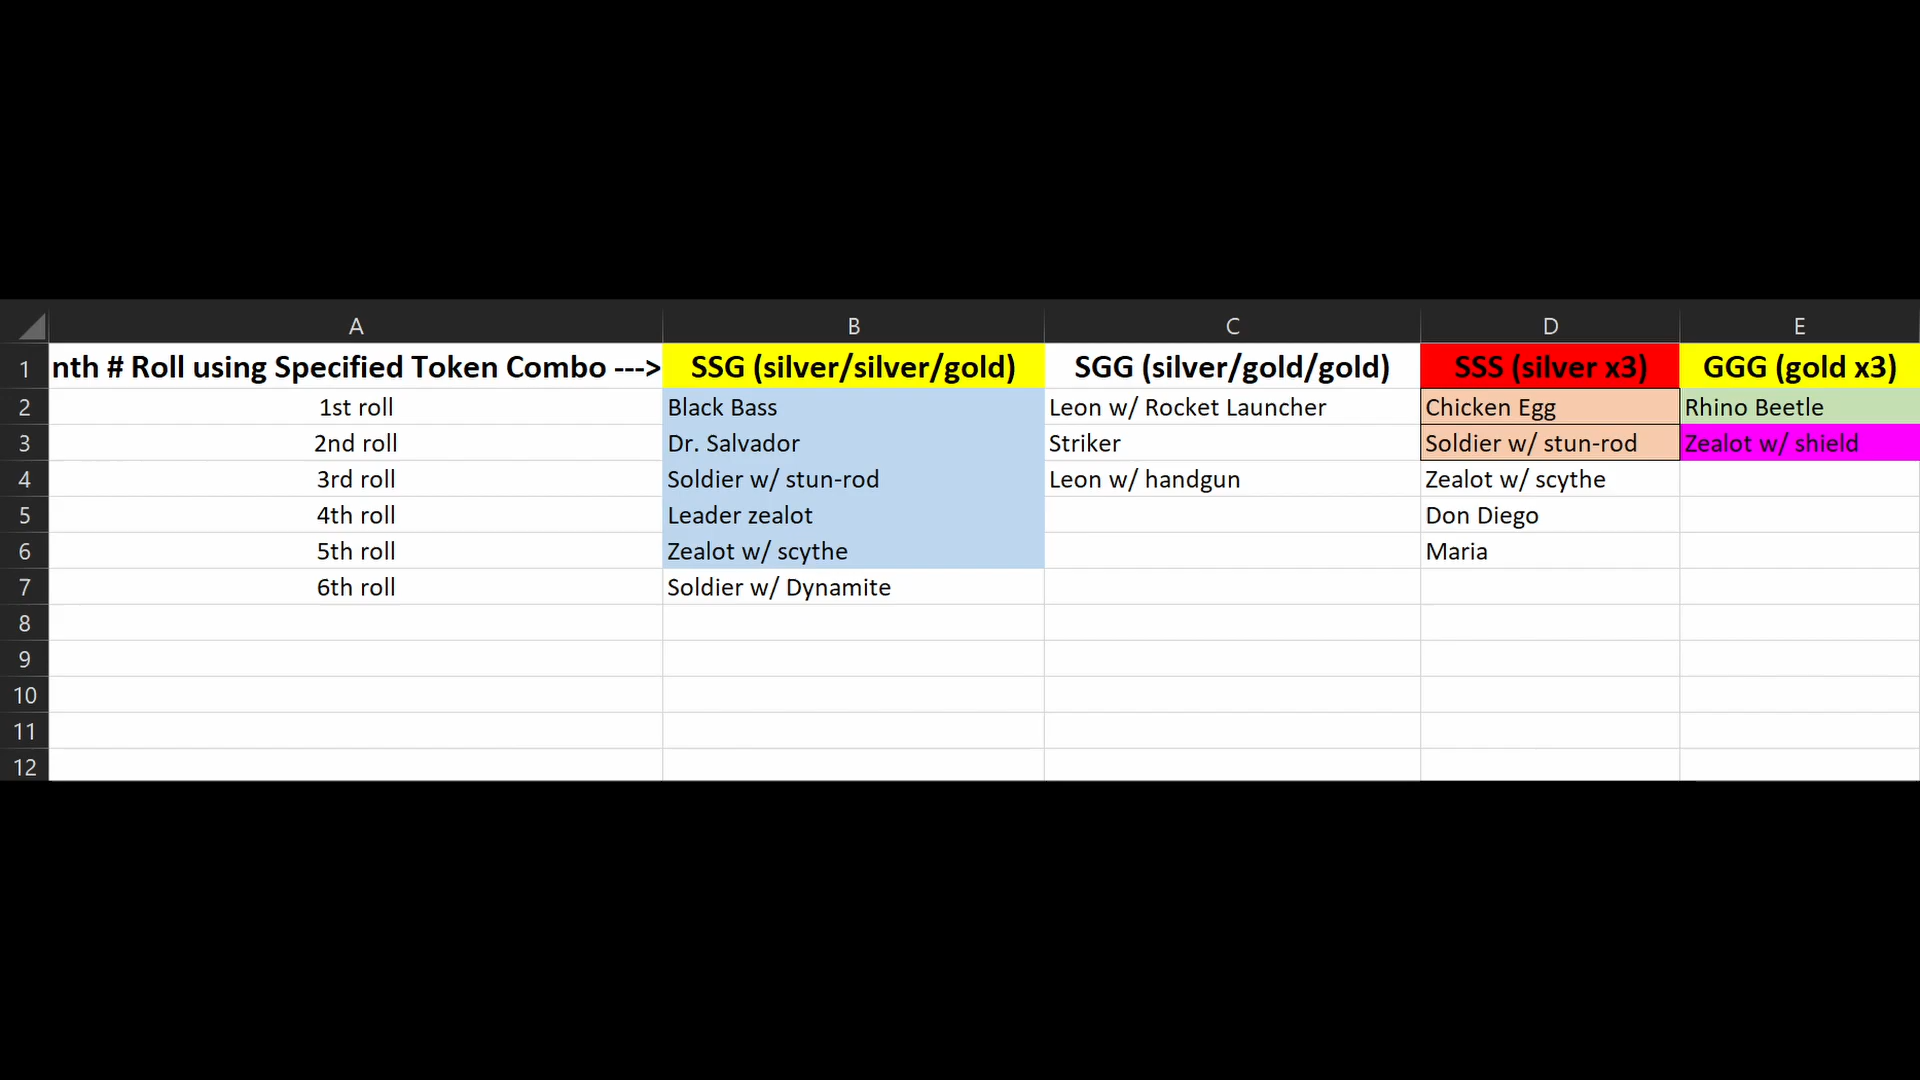 A B C D E
1 nth # Roll using Specified Token Combo ---> SSG (silver/silver/gold) SGG (silver/gold/gold) SSS (silver x3) GGG (gold x3)
2 1st roll Black Bass Leon w/ Rocket Launcher Chicken Egg Rhino Beetle
3 2nd roll Dr. Salvador Striker Soldier w/ stun-rod Zealot w/ shield
4 3rd roll Soldier w/ stun-rod Leon w/ handgun Zealot w/ scythe
5 4th roll Leader zealot Don Diego
6 5th roll Zealot w/ scythe Maria
7 6th roll Soldier w/ Dynamite
8
9
10
11
12